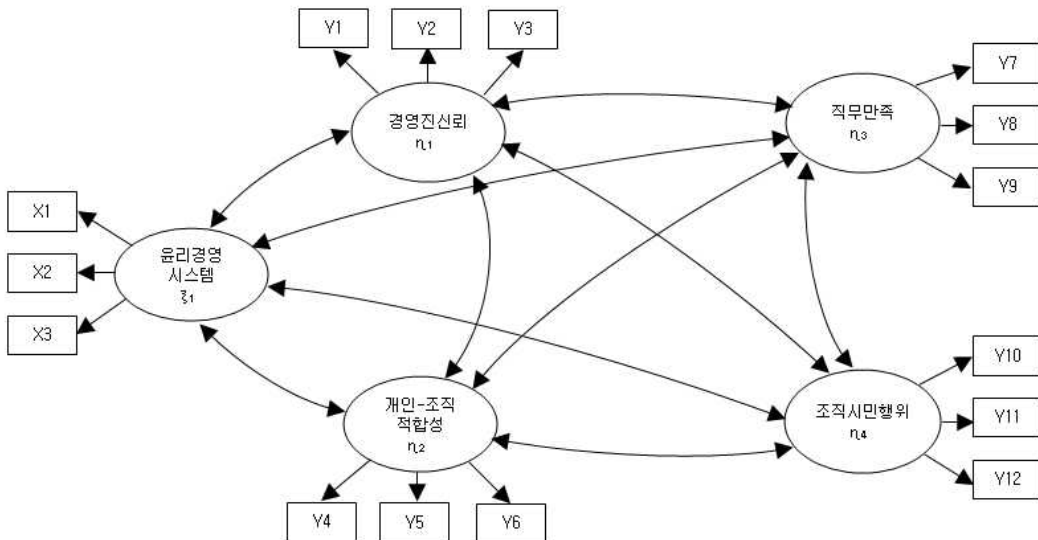 Y1
Y2
Y3
경영진신뢰
η1
직무만족
η3
Y7
Y8
Y9
X1
X2
X3
윤리경영
시스템
ξ1
개인-조직
적합성
η2
조직시민행위
η4
Y10
Y11
Y12
Y4
Y5
Y6